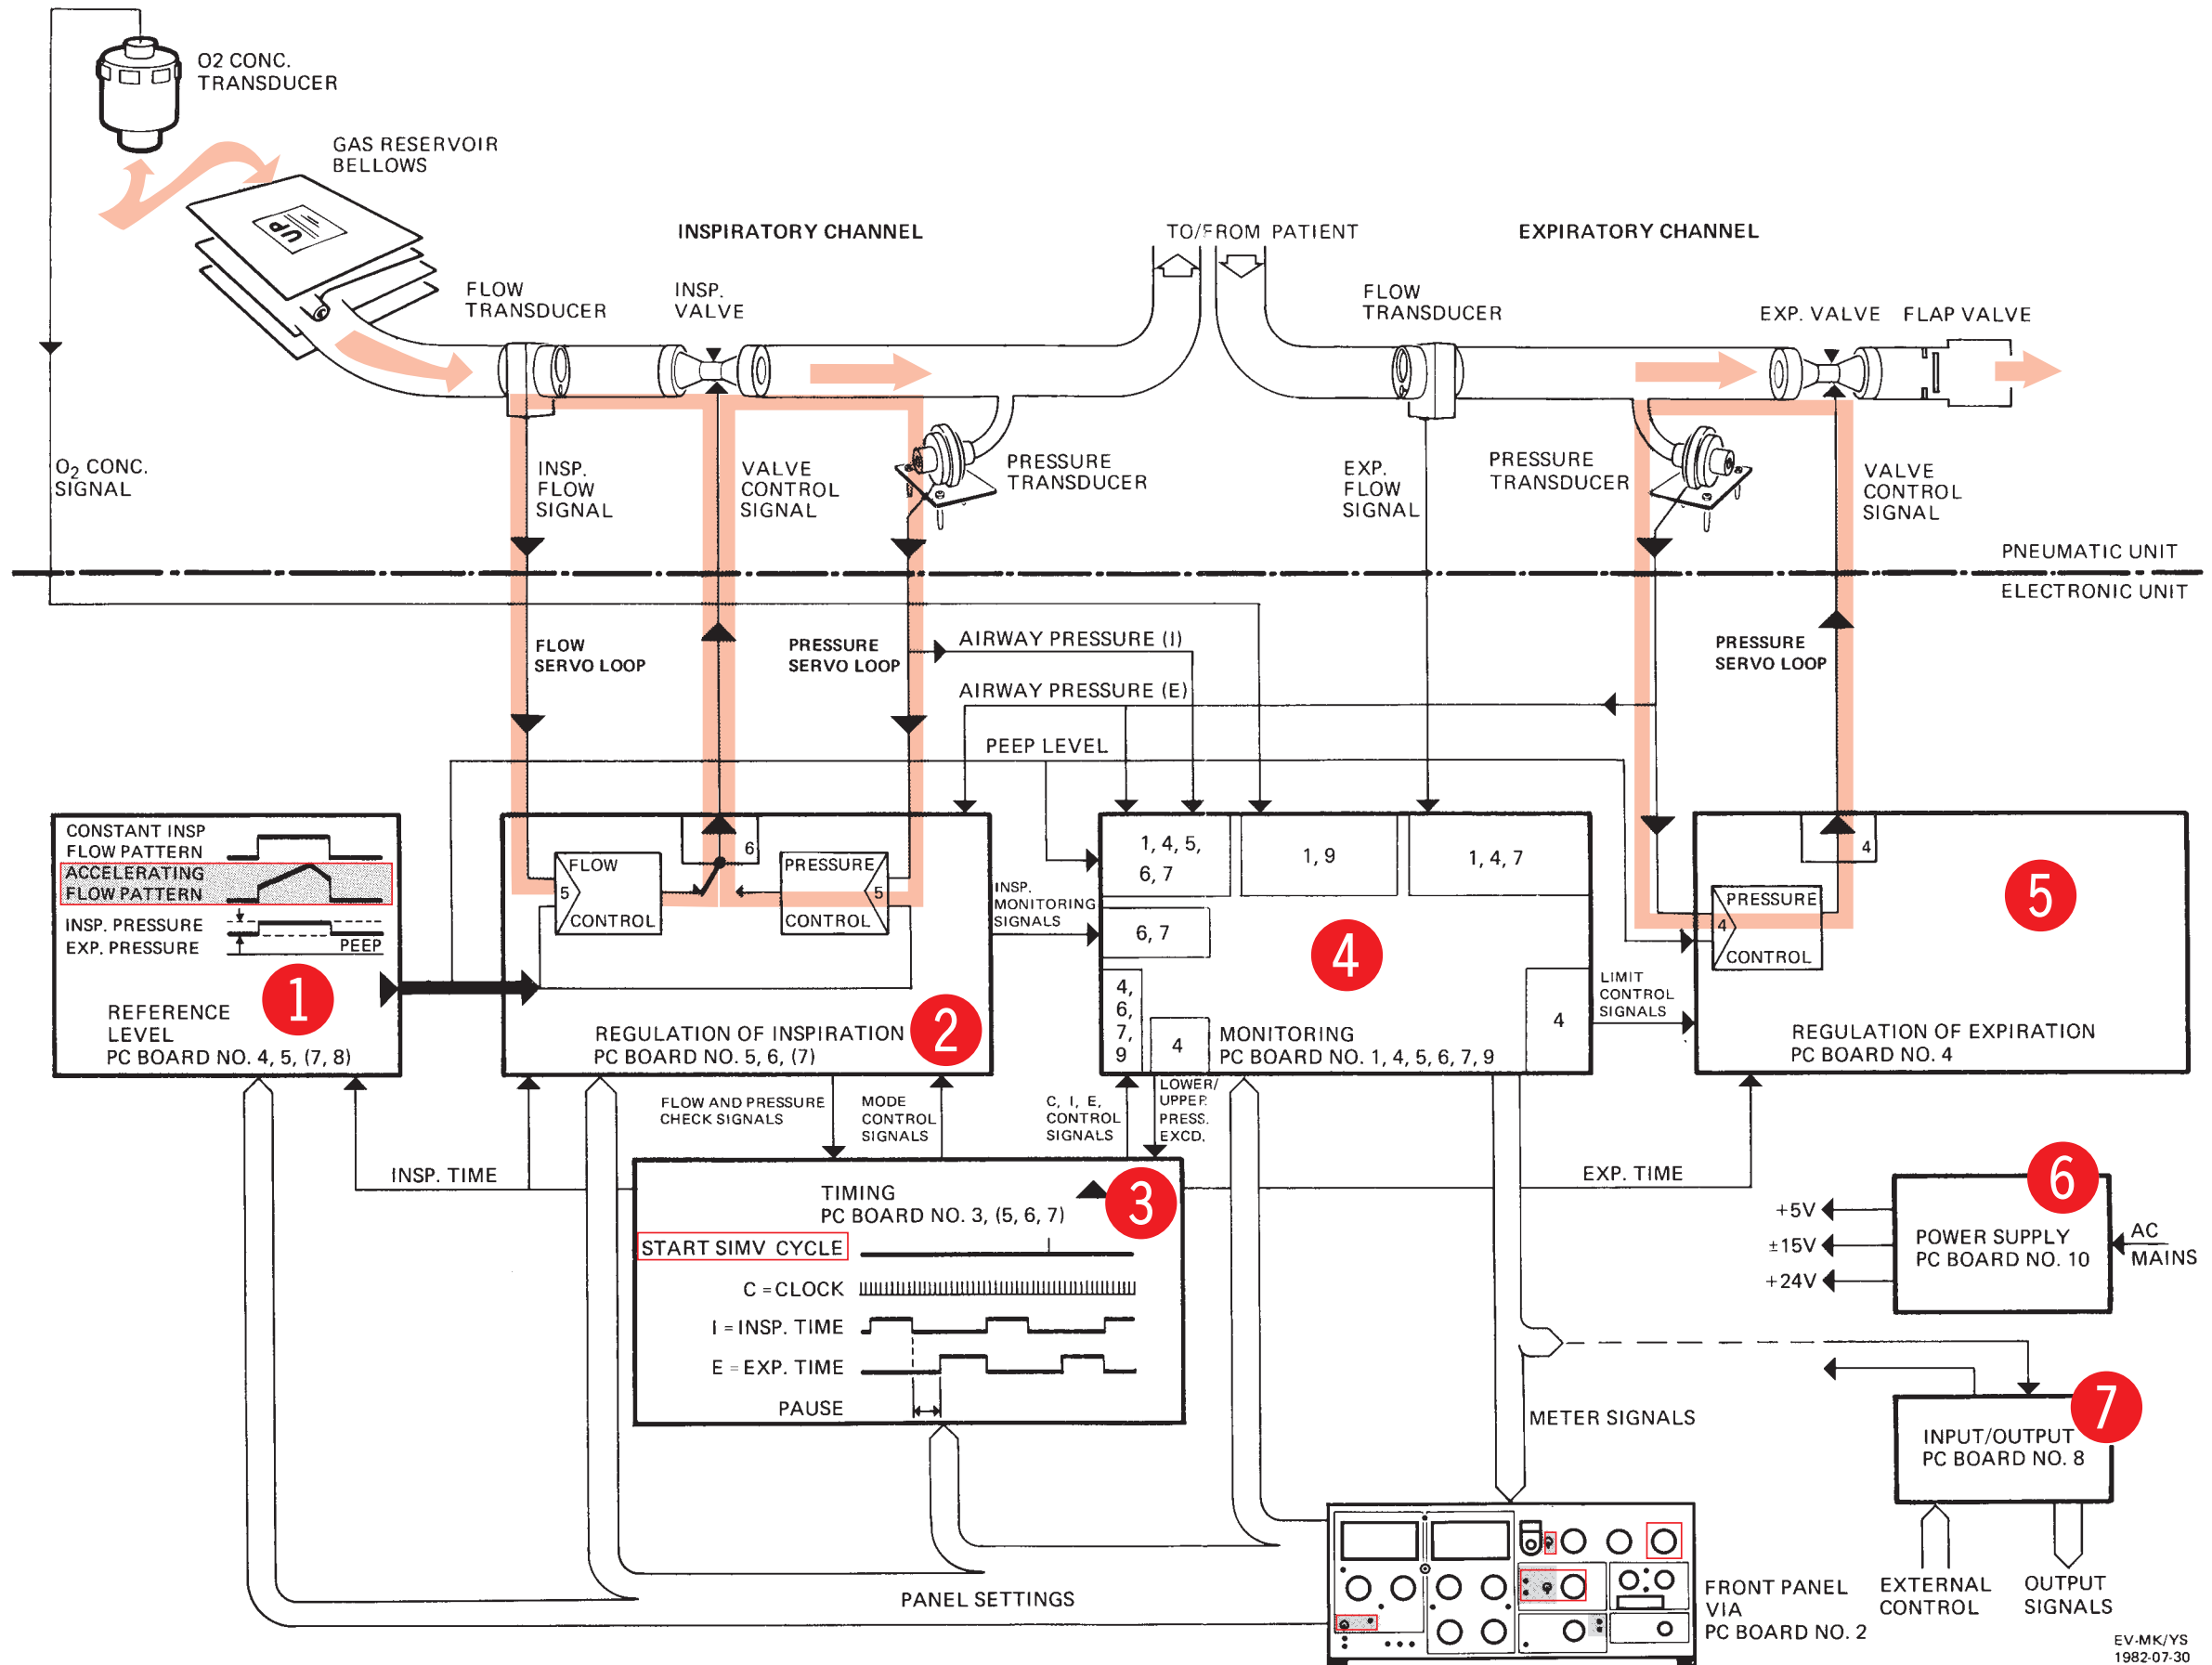 O2 CONC.
TRANSDUCER
GAS RESERVOIR
BELLOWS
UP
INSPIRATORY CHANNEL
TO/FROM PATIENT
EXPIRATORY CHANNEL
FLOW
TRANSDUCER
INSP.
VALVE
FLOW
TRANSDUCER
EXP. VALVE
FLAP VALVE
O2 CONC.
SIGNAL
INSP.
FLOW
SIGNAL
VALVE
CONTROL
SIGNAL
PRESSURE
TRANSDUCER
EXP.
FLOW
SIGNAL
PRESSURE
TRANSDUCER
VALVE
CONTROL
SIGNAL
PNEUMATIC UNIT
ELECTRONIC UNIT
FLOW
SERVO LOOP
PRESSURE
SERVO LOOP
AIRWAY PRESSURE (I)
AIRWAY PRESSURE (E)
PEEP LEVEL
PRESSURE
SERVO LOOP
CONSTANT INSP
FLOW PATTERN
ACCELERATING
FLOW PATTERN
INSP. PRESSURE
EXP. PRESSURE
PEEP
1
REFERENCE
LEVEL
PC BOARD NO. 4, 5, (7, 8)
6
FLOW
5
CONTROL
PRESSURE
5
CONTROL
2
REGULATION OF INSPIRATION
PC BOARD NO. 5, 6, (7)
INSP.
MONITORING
SIGNALS
1, 4, 5,
6, 7
1, 9
1, 4, 7
6, 7
4
4,
6,
7,
9
4
4
MONITORING
PC BOARD NO. 1, 4, 5, 6, 7, 9
LIMIT
CONTROL
SIGNALS
4
PRESSURE
4
CONTROL
5
REGULATION OF EXPIRATION
PC BOARD NO. 4
FLOW AND PRESSURE
CHECK SIGNALS
MODE
CONTROL
SIGNALS
C, I, E,
CONTROL
SIGNALS
LOWER/
UPPER
PRESS.
EXCD.
INSP. TIME
EXP. TIME
TIMING
PC BOARD NO. 3, (5, 6, 7)
3
START SIMV CYCLE
C = CLOCK
I = INSP. TIME
E = EXP. TIME
PAUSE
6
+5V
±15V
+24V
POWER SUPPLY
PC BOARD NO. 10
AC
MAINS
METER SIGNALS
7
INPUT/OUTPUT
PC BOARD NO. 8
PANEL SETTINGS
FRONT PANEL
VIA
PC BOARD NO. 2
EXTERNAL
CONTROL
OUTPUT
SIGNALS
EV-MK/YS
1982-07-30